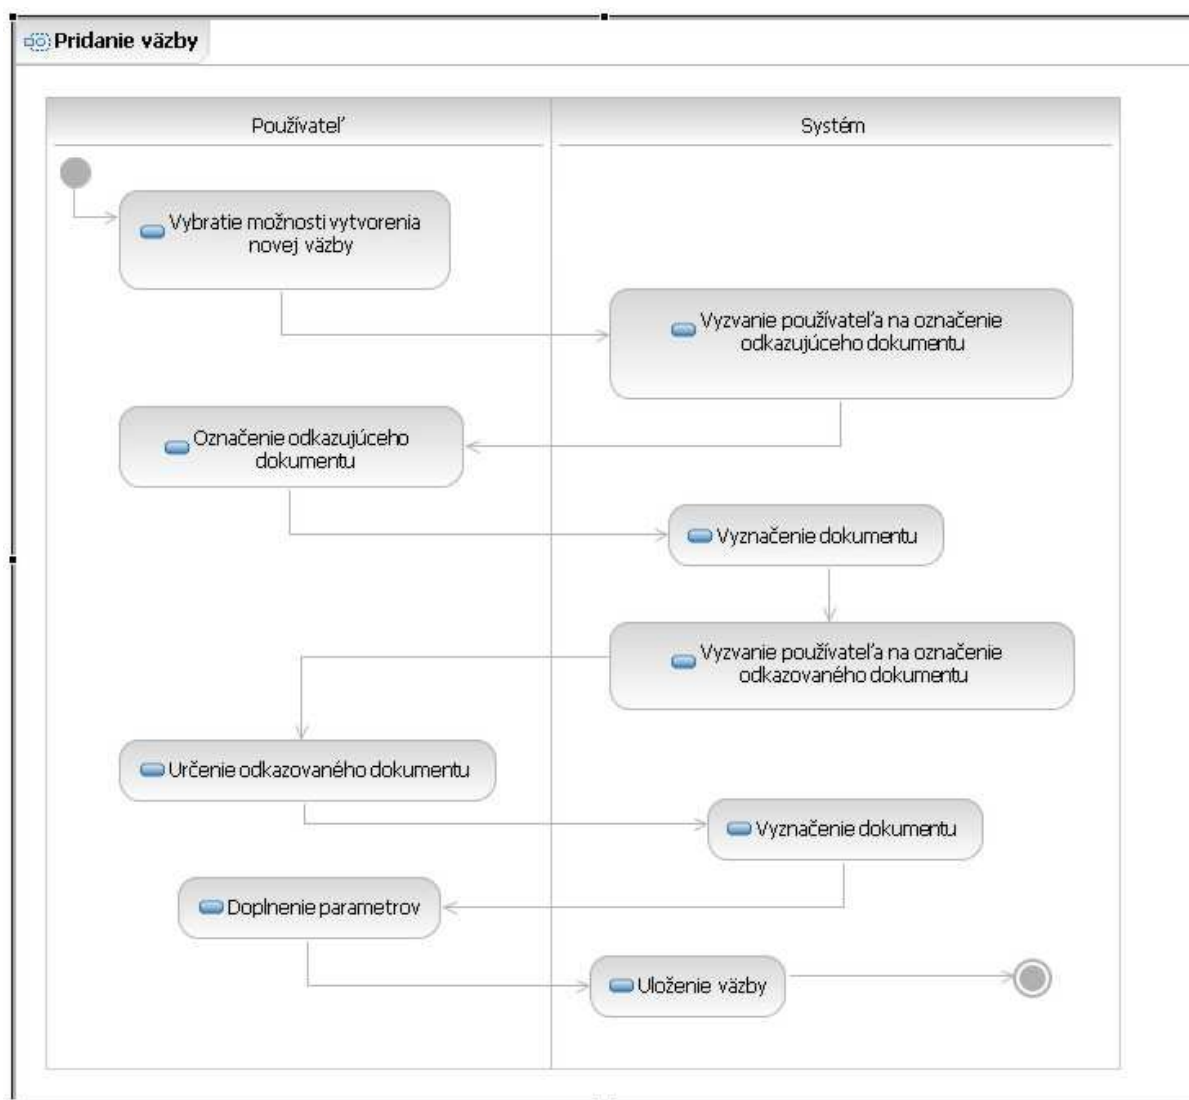 Pridanie väzby
Používateľ
Systém
Vybratie možnosti vytvorenia
novej väzby
Vyzvanie používateľa na označenie
odkazujúceho dokumentu
Označenie odkazujúceho
dokumentu
Vyznačenie dokumentu
Vyzvanie používateľa na označenie
odkazovaného dokumentu
Určenie odkazovaného dokumentu
Vyznačenie dokumentu
Doplnenie parametrov
Uloženie väzby